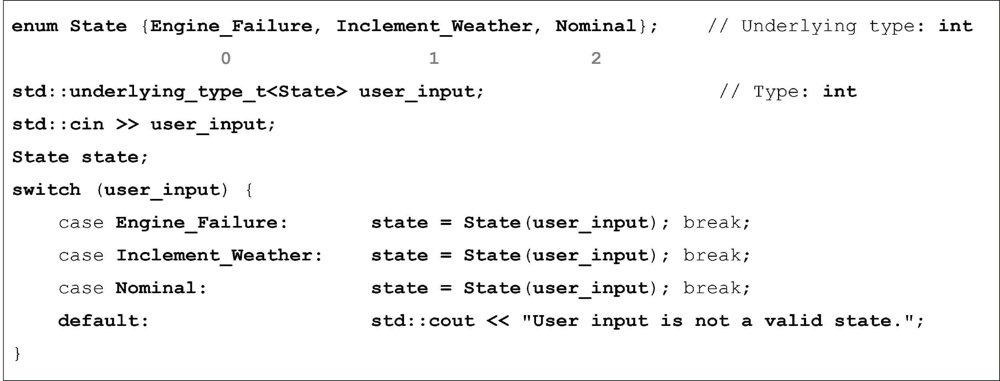 enum State {Engine_Failure, Inclement_Weather, Nominal}; // Underlying type: int
0 1 2
std::underlying_type_t<State> user_input; // Type: int
std::cin >> user_input;
State state;
switch (user_input) {
case Engine_Failure: state = State(user_input); break;
case Inclement_Weather: state = State(user_input); break;
case Nominal: state = State(user_input); break;
default: std::cout << "User input is not a valid state.";
}